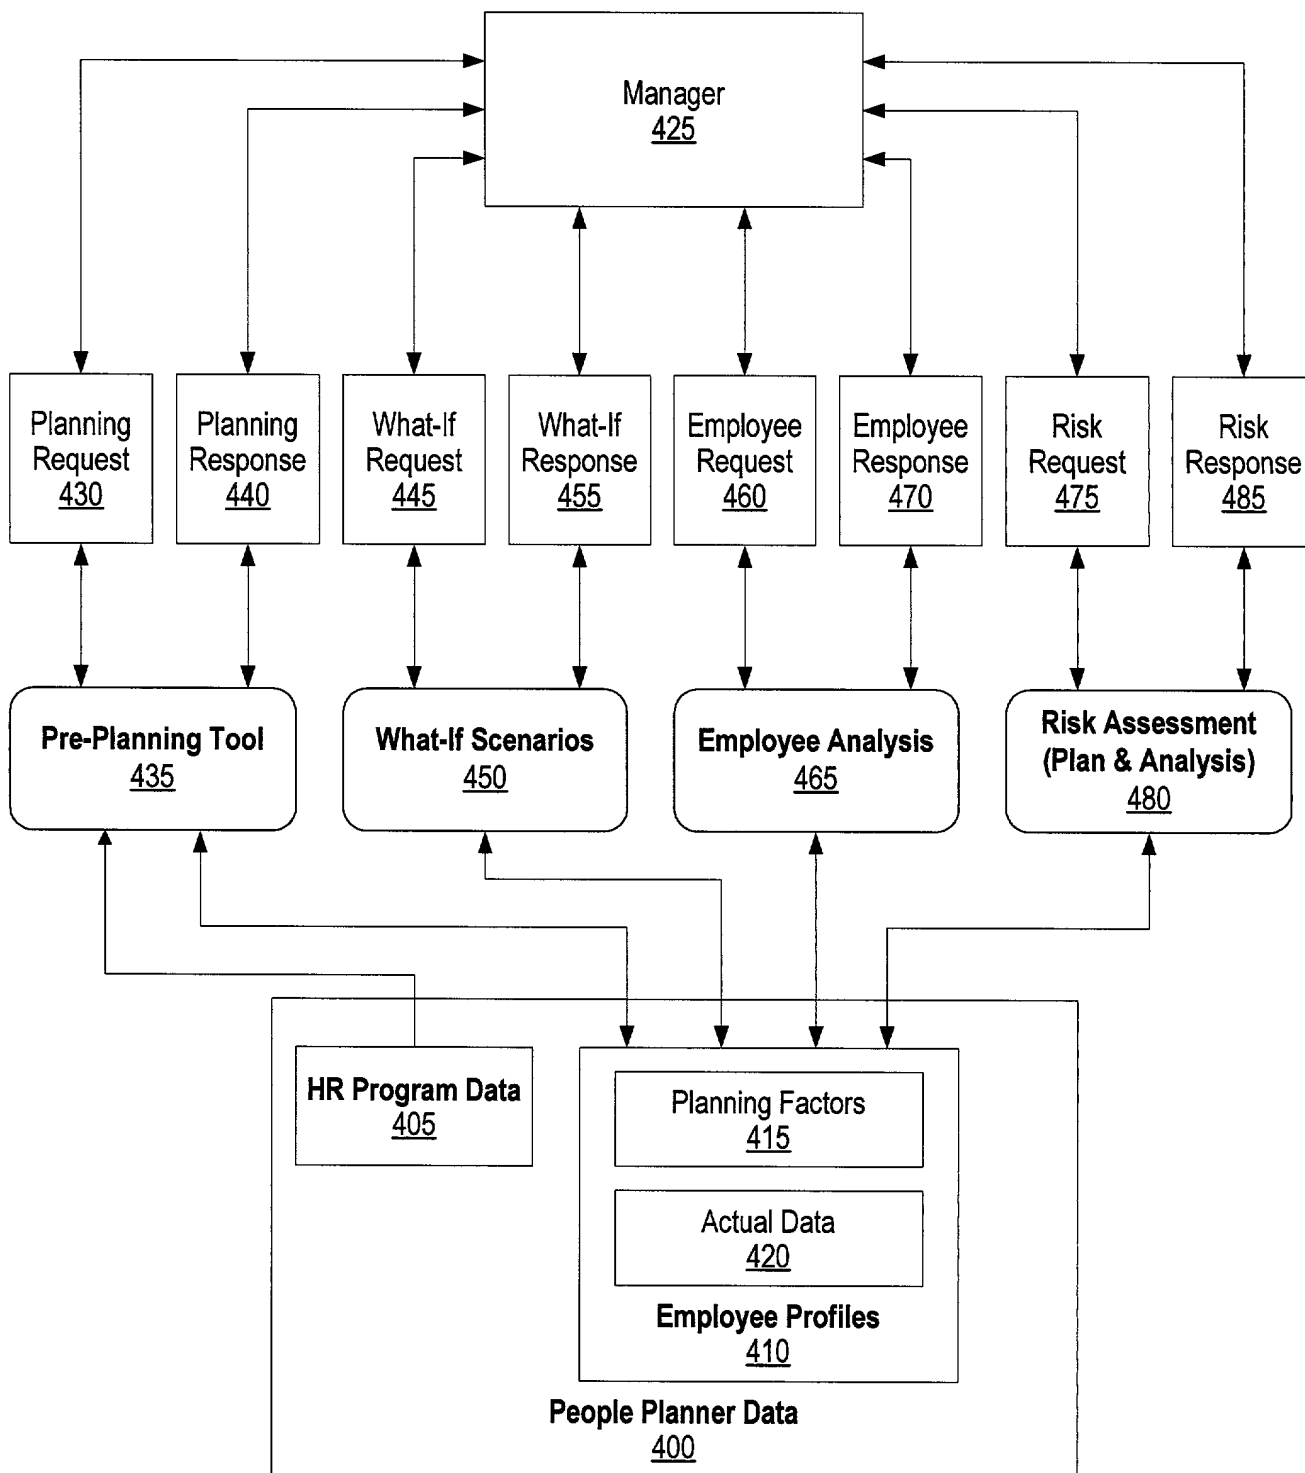 Manager
425
Planning
Request
430
Planning
Response
440
What-If
Request
445
What-If
Response
455
Employee
Request
460
Employee
Response
470
Risk
Request
475
Risk
Response
485
Pre-Planning Tool
435
What-If Scenarios
450
Employee Analysis
465
Risk Assessment
(Plan & Analysis)
480
HR Program Data
405
Planning Factors
415
Actual Data
420
Employee Profiles
410
People Planner Data
400